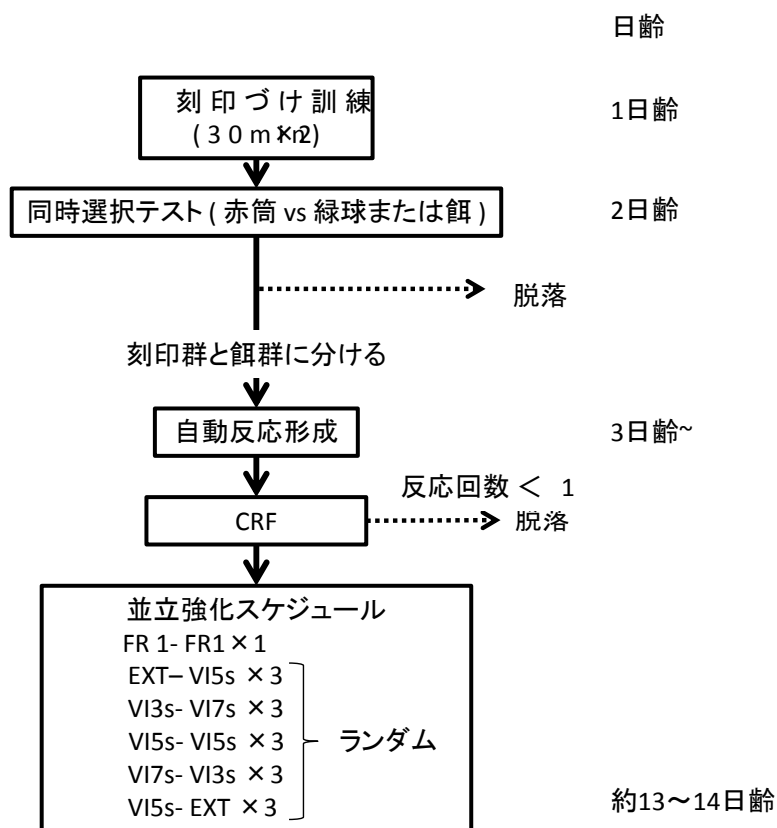 日齢
刻印づけ訓練
(30min×2)
1日齢
同時選択テスト ( 赤筒 vs 緑球または餌 )
2日齢
脱落
刻印群と餌群に分ける
自動反応形成
3日齢~
反応回数 < 1
CRF
脱落
並立強化スケジュール
FR 1- FR1 × 1
EXT– VI5s × 3
VI3s- VI7s × 3
VI5s- VI5s × 3
ランダム
VI7s- VI3s × 3
VI5s- EXT × 3
約13～14日齢